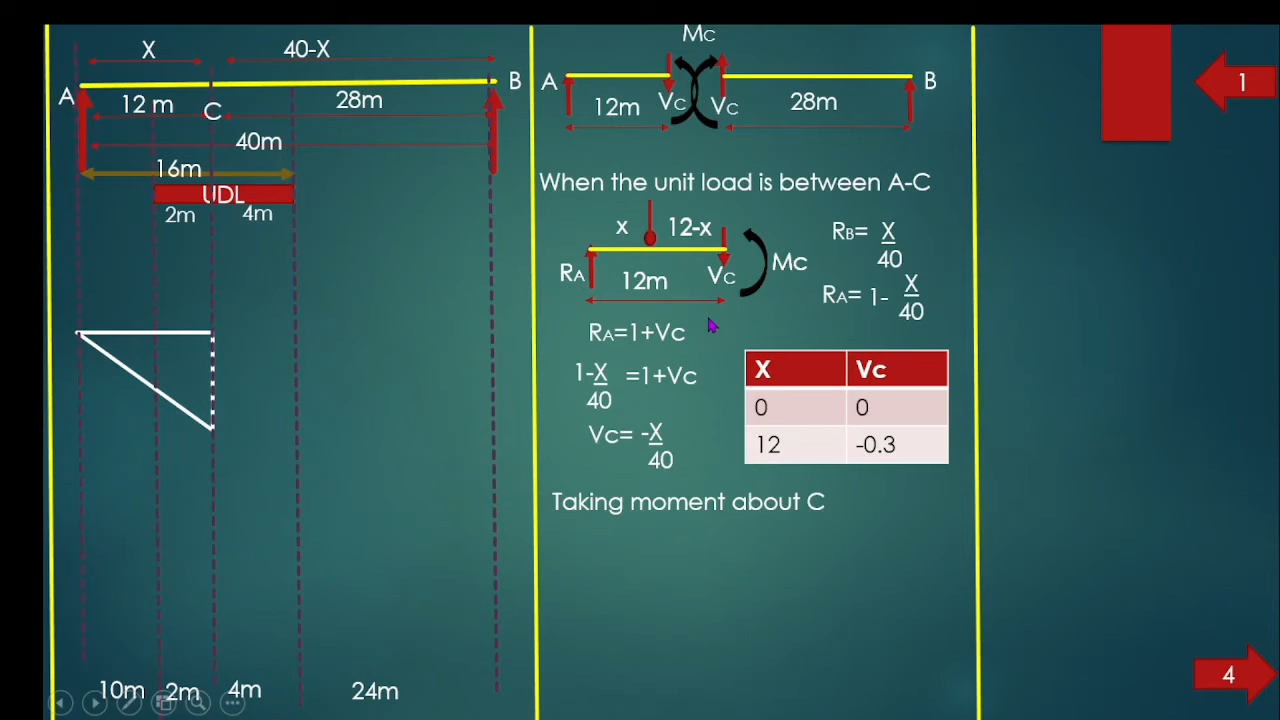 X
40-X
A
B
12 m
C
28m
40m
16m
UDL
2m
4m
10m
2m
4m
24m
Mc
A
B
12m
Vc
Vc
28m
When the unit load is between A-C
x
12-x
RA
12m
Vc
Mc
RB= X
40
RA= 1- X
40
RA=1+Vc
1-X =1+Vc
40
Vc= -X
40
X Vc
0 0
12 -0.3
Taking moment about C
1
4